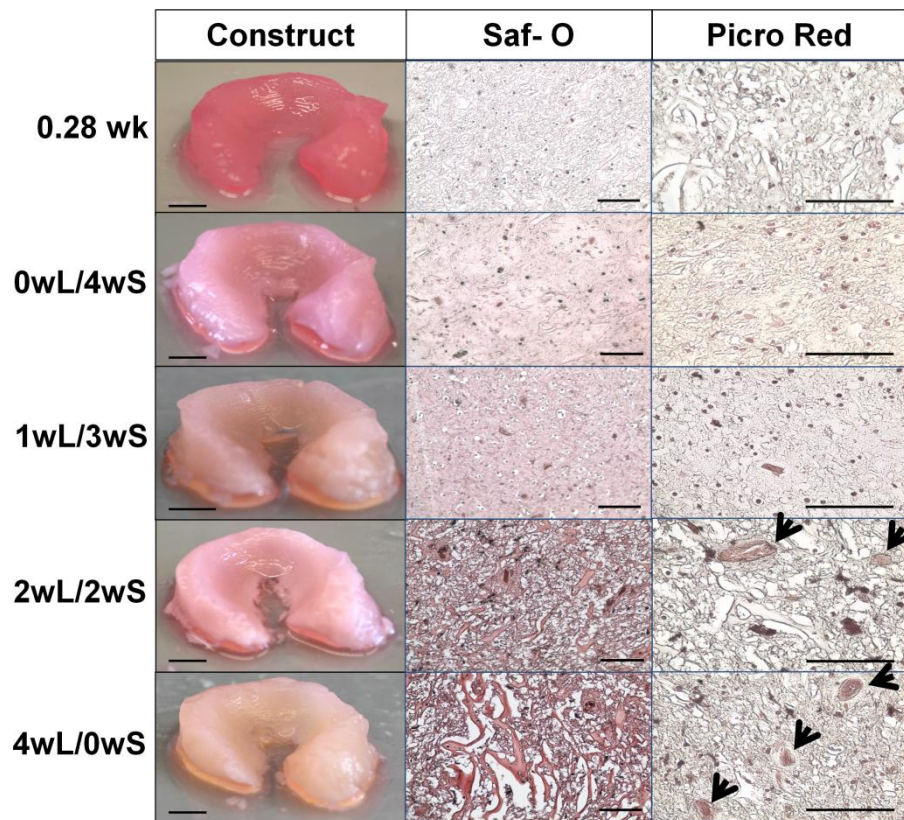 Construct
Saf- O
Picro Red
0.28 wk
0wL/4wS
1wL/3wS
2wL/2wS
4wL/0wS